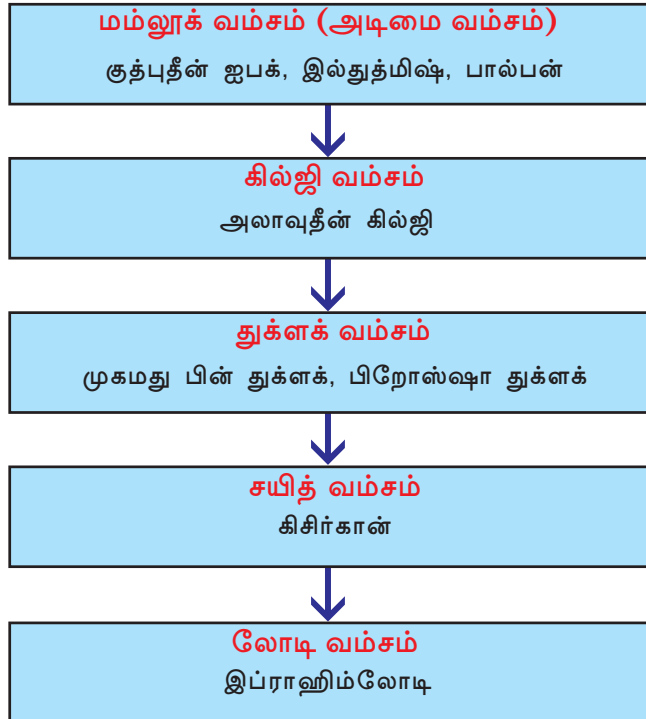 மம்லூக் வம்சம் (அடிமை வம்சம்)
குத்புதீன் ஐபக், இல்துத்மிஷ், பால்பன்
கில்ஜி வம்சம்
அலாவுதீன் கில்ஜி
துக்ளக் வம்சம்
முகமது பின் துக்ளக், பிறோஸ்ஷா துக்ளக்
சயித் வம்சம்
கிசிர்கான்
லோடி வம்சம்
இப்ராஹிம்லோடி